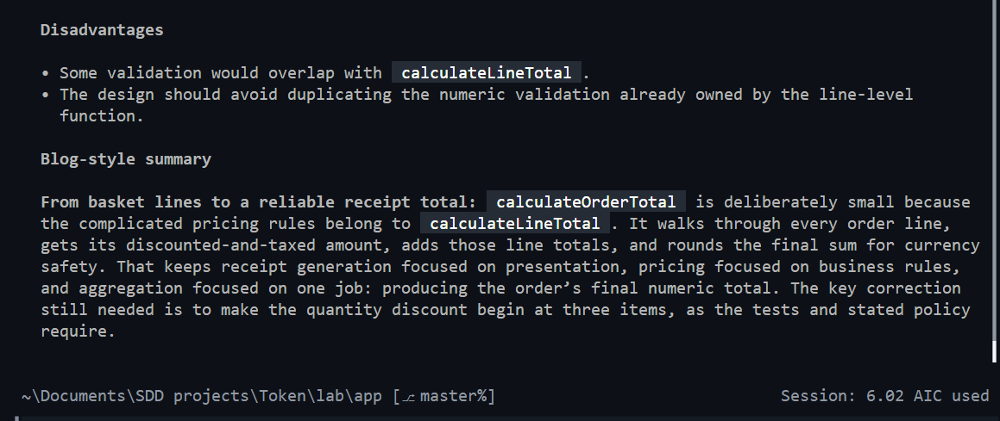 Disadvantages
• Some validation would overlap with calculateLineTotal .
• The design should avoid duplicating the numeric validation already owned by the line-level
function.
Blog-style summary
From basket lines to a reliable receipt total: calculateOrderTotal is deliberately small because
the complicated pricing rules belong to calculateLineTotal . It walks through every order line,
gets its discounted-and-taxed amount, adds those line totals, and rounds the final sum for currency
safety. That keeps receipt generation focused on presentation, pricing focused on business rules,
and aggregation focused on one job: producing the order’s final numeric total. The key correction
still needed is to make the quantity discount begin at three items, as the tests and stated policy
require.
~\Documents\SDD projects\Token\lab\app [⎇ master%] Session: 6.02 AIC used